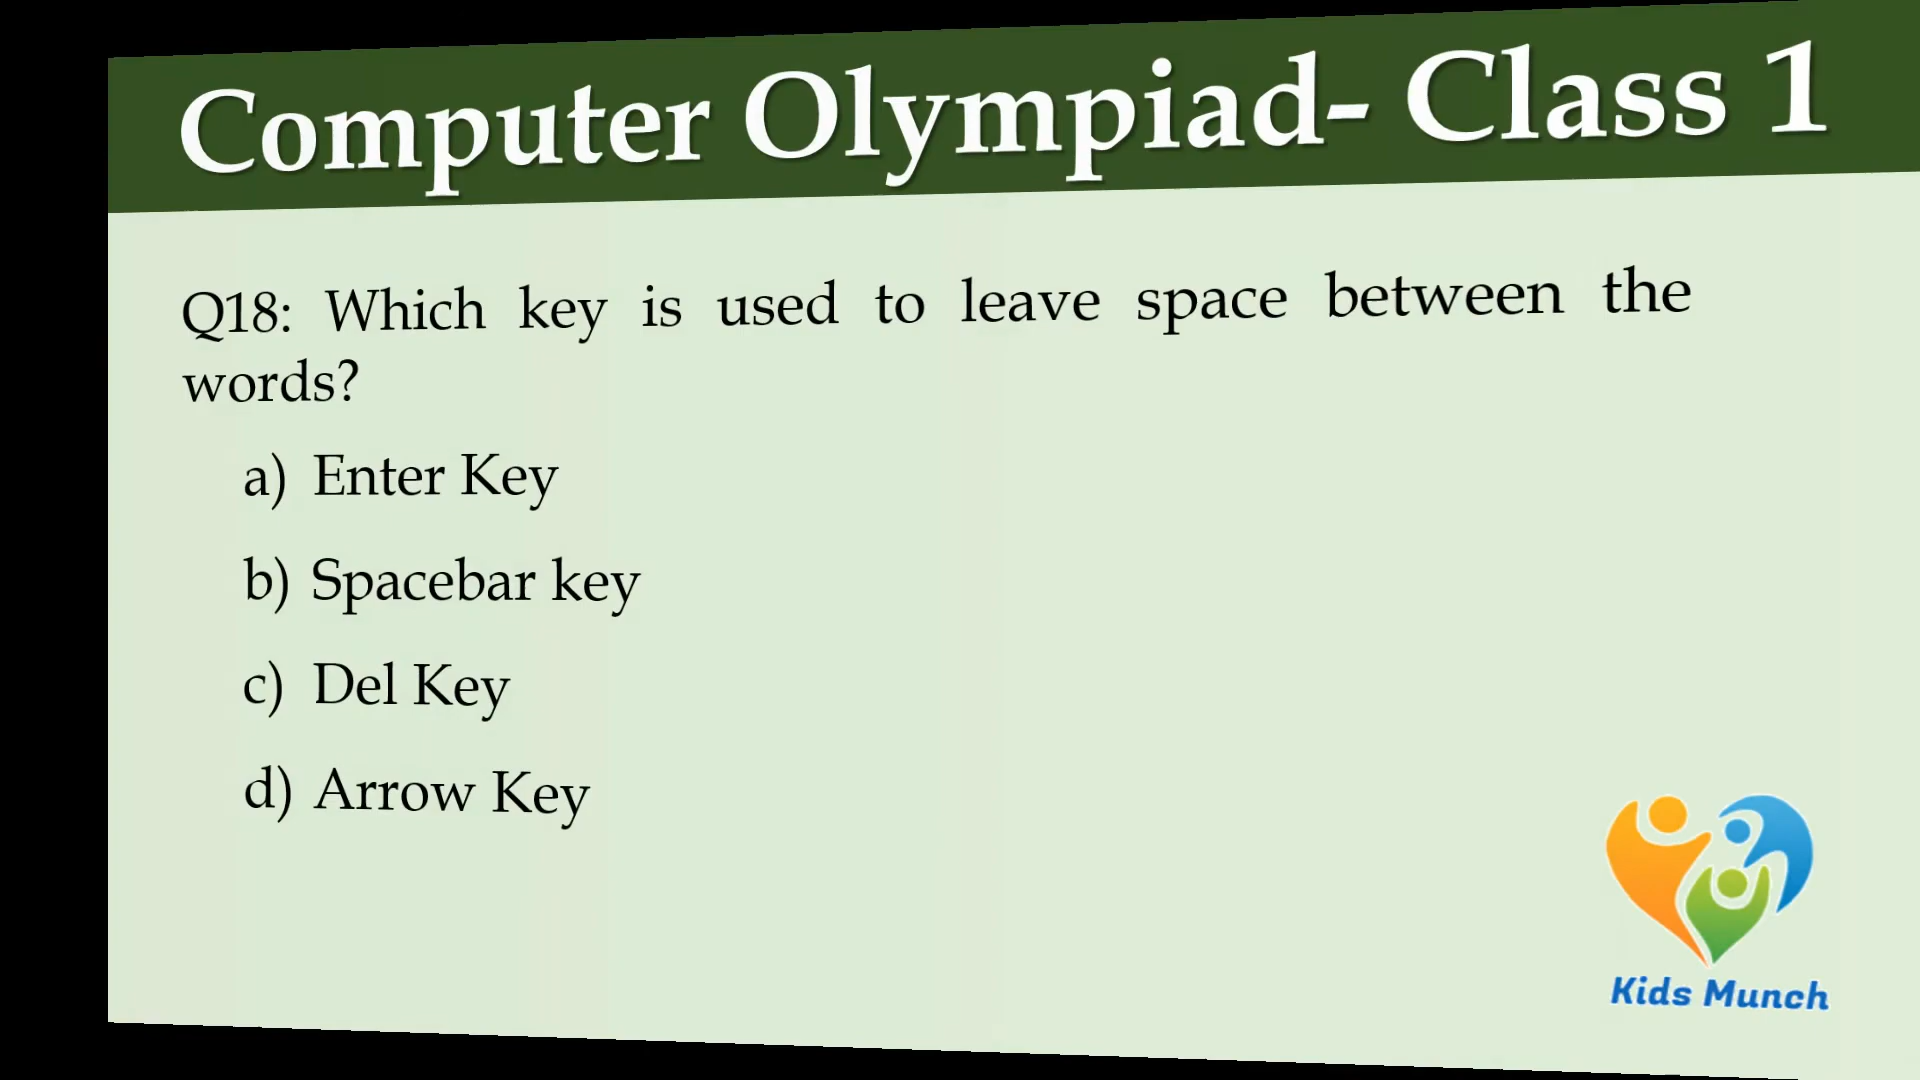 Computer Olympiad- Class 1
Q18: Which key is used to leave space between the
words?
a) Enter Key
b) Spacebar key
c) Del Key
d) Arrow Key
Kids Munch